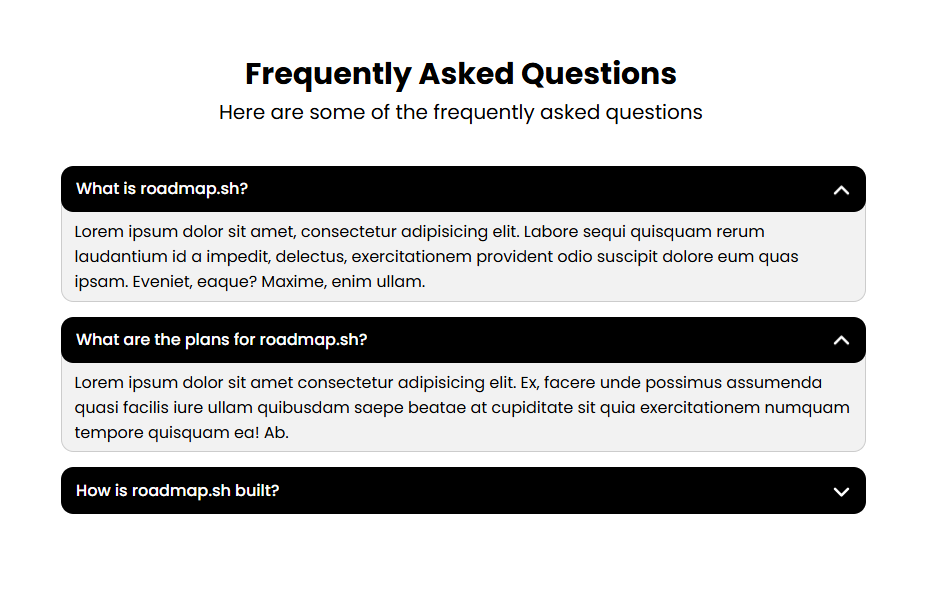 Frequently Asked Questions
Here are some of the frequently asked questions
What is roadmap.sh?
Lorem ipsum dolor sit amet, consectetur adipisicing elit. Labore sequi quisquam rerum
laudantium id a impedit, delectus, exercitationem provident odio suscipit dolore eum quas
ipsam. Eveniet, eaque? Maxime, enim ullam.
What are the plans for roadmap.sh?
Lorem ipsum dolor sit amet consectetur adipisicing elit. Ex, facere unde possimus assumenda
quasi facilis iure ullam quibusdam saepe beatae at cupiditate sit quia exercitationem numquam
tempore quisquam ea! Ab.
How is roadmap.sh built?